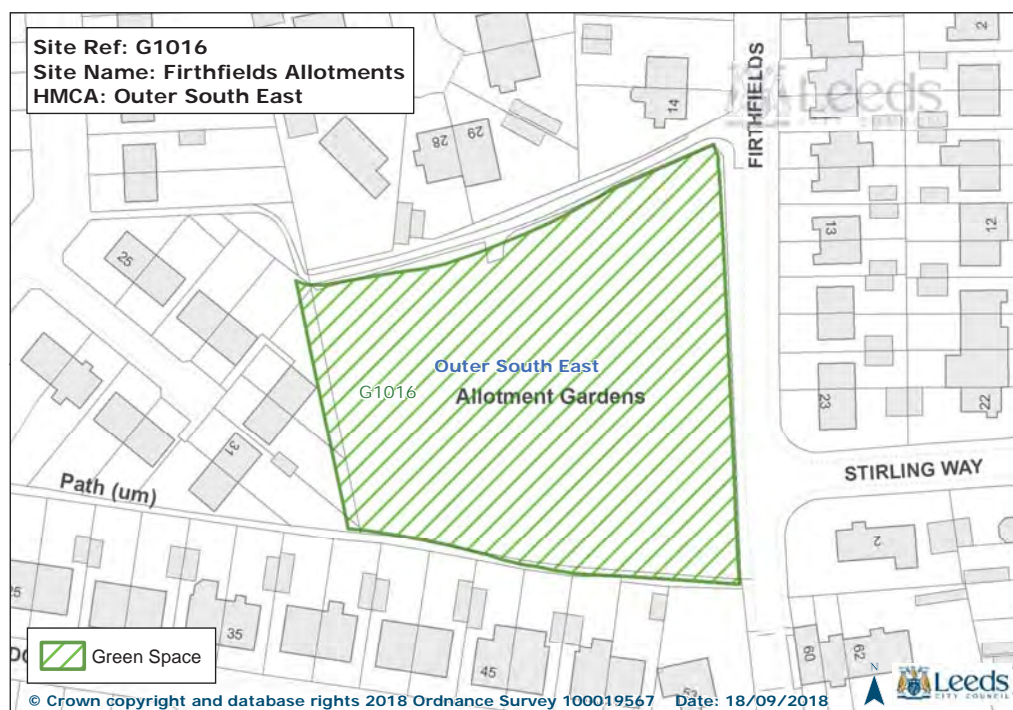 Site Ref: G1016
Site Name: Firthfields Allotments
HMCA: Outer South East
2
14
Leeds
CITY COUNCIL
FIRTHFIELDS
28
29
13
12
25
Outer South East
G1016
Allotment Gardens
23
22
31
STIRLING WAY
Path (um)
2
25
35
45
60
62
53
Green Space
N
Leeds
CITY COUNCIL
© Crown copyright and database rights 2018 Ordnance Survey 100019567 Date: 18/09/2018